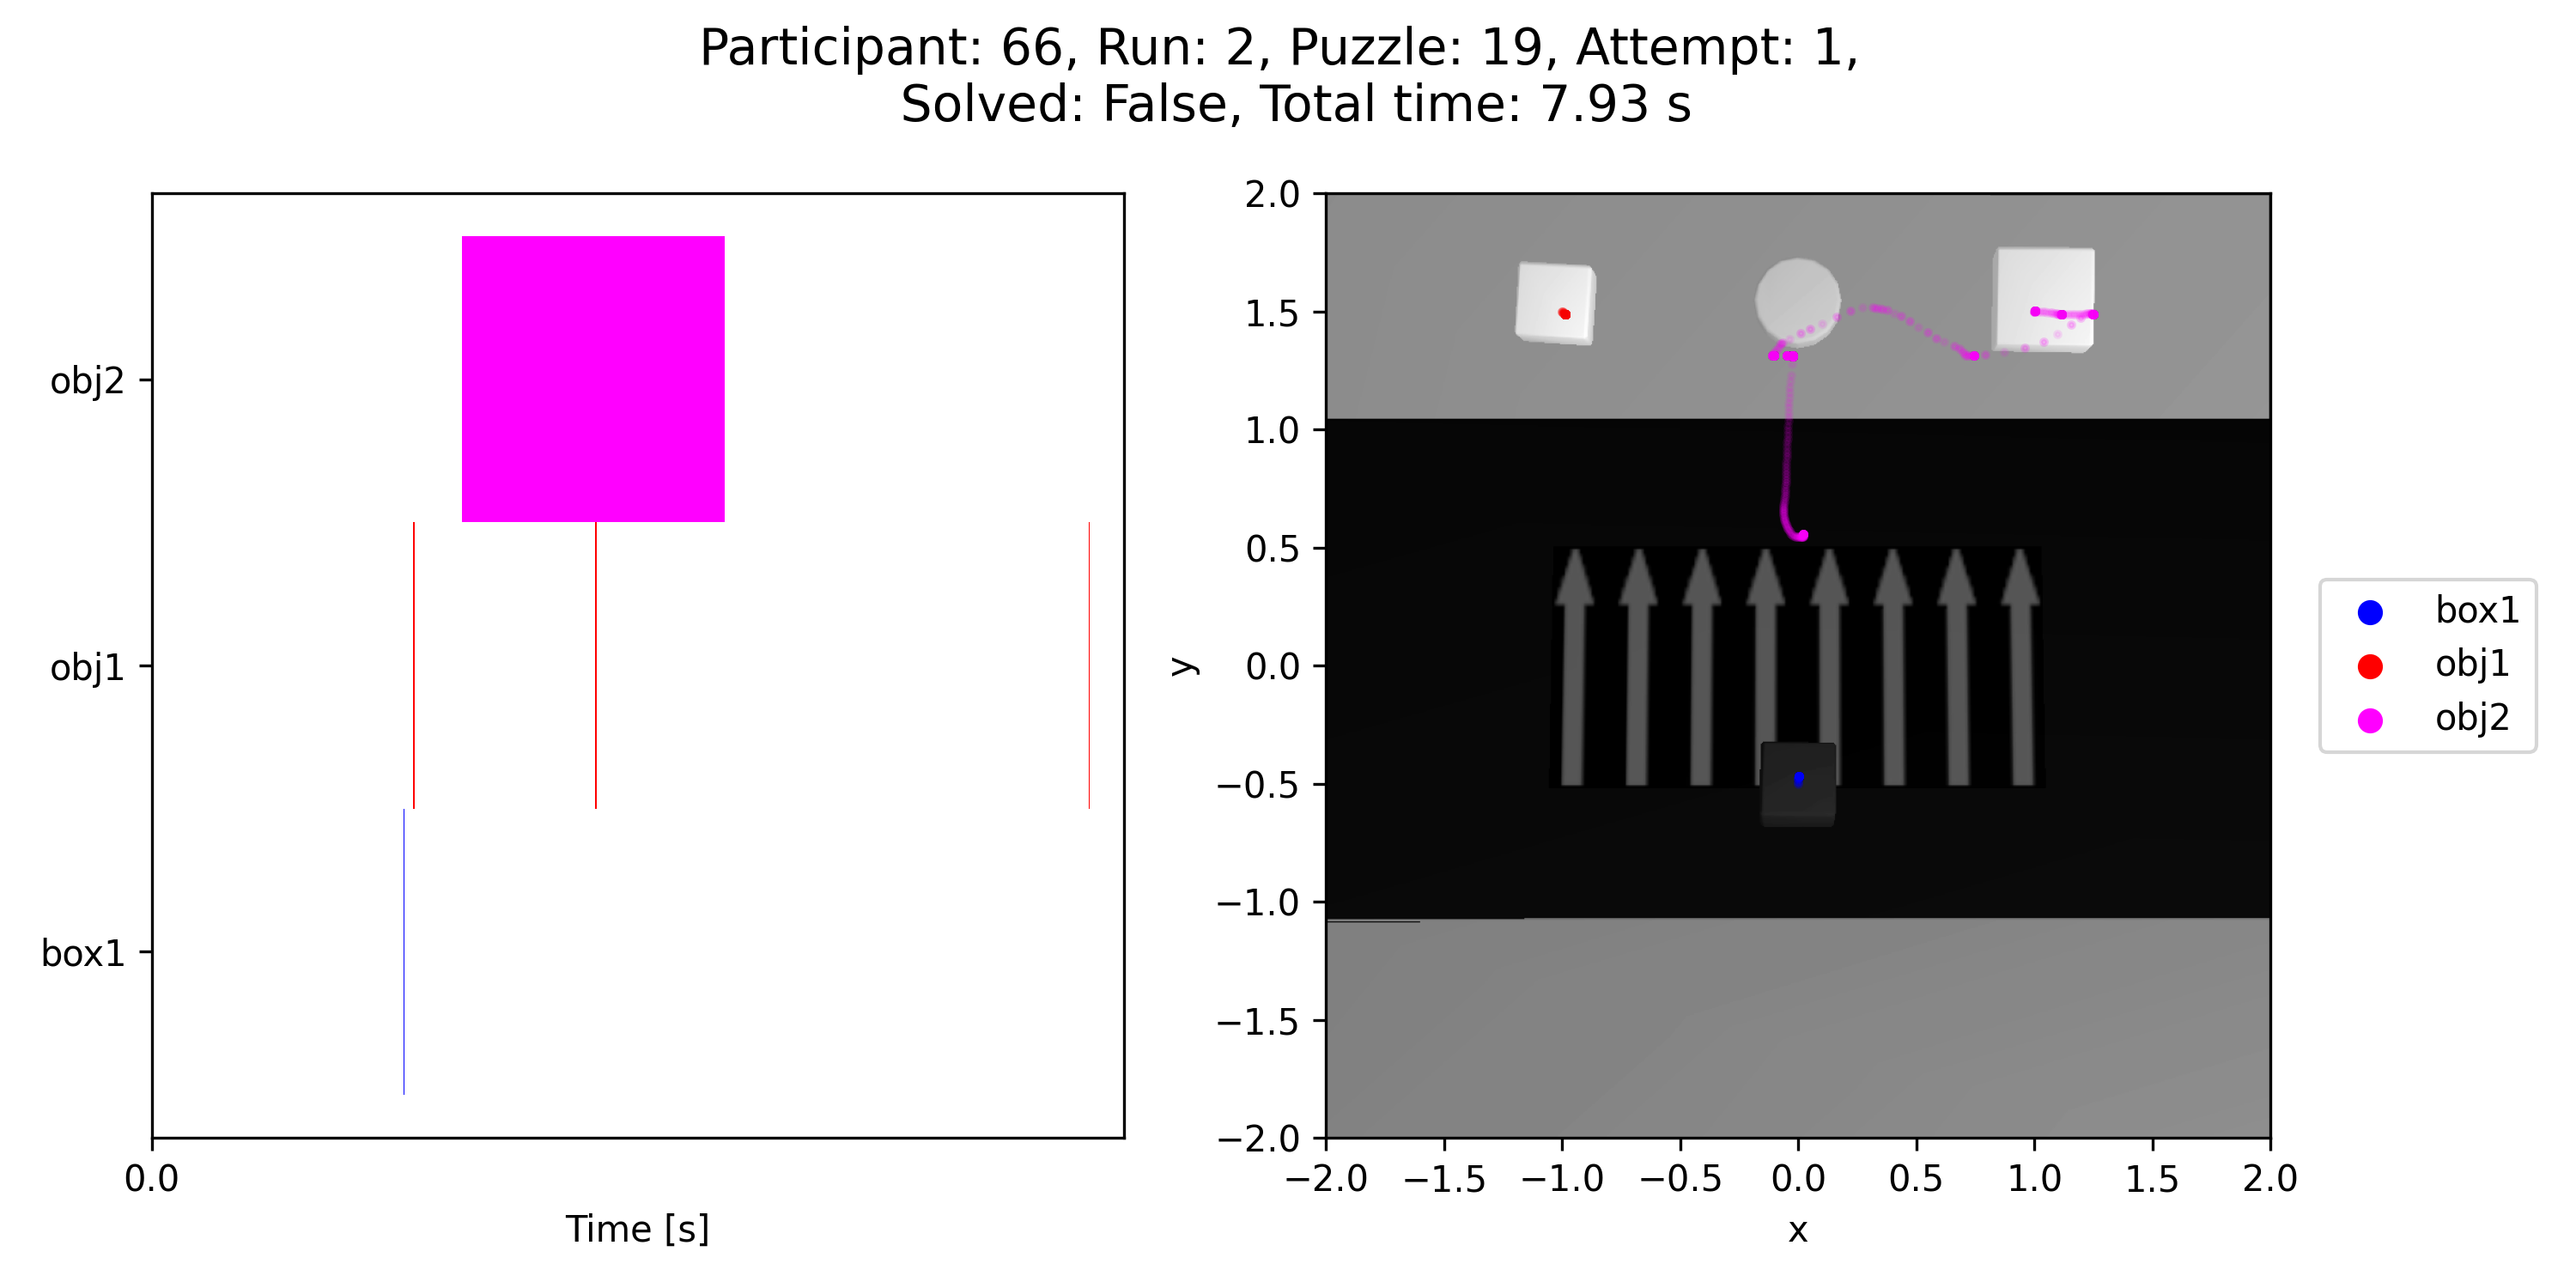 Participant: 66, Run: 2, Puzzle: 19, Attempt: 1,
Solved: False, Total time: 7.93 s
obj2
obj1
box1
0.0
Time [s]
y
2.0
1.5
1.0
0.5
0.0
−0.5
−1.0
−1.5
−2.0
−2.0 −1.5 −1.0 −0.5 0.0 0.5 1.0 1.5 2.0
x
box1
obj1
obj2